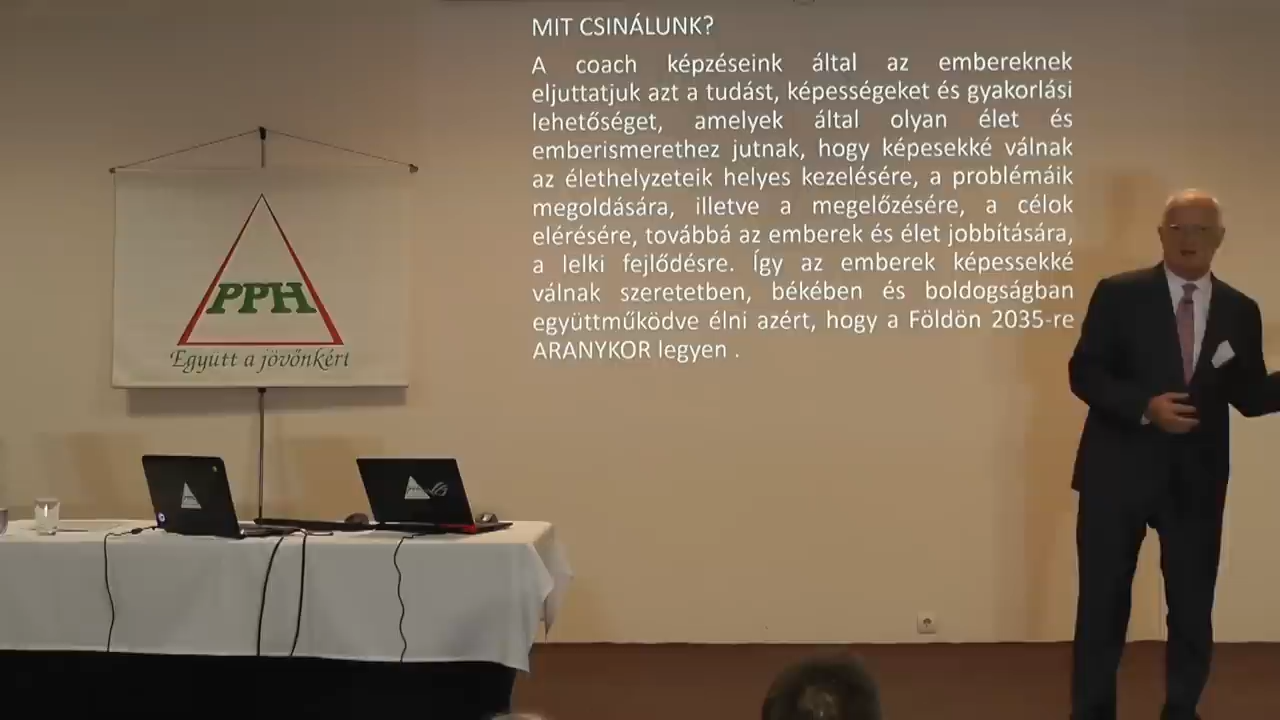 MIT CSINÁLUNK?
A coach képzéseink által az embereknek
eljuttatjuk azt a tudást, képességeket és gyakorlási
lehetőséget, amelyek által olyan élet és
emberismerethez jutnak, hogy képesekké válnak
az élethelyzeteik helyes kezelésére, a problémáik
megoldására, illetve a megelőzésére, a célok
elérésére, továbbá az emberek és élet jobbítására,
a lelki fejlődésre. Így az emberek képessekké
válnak szeretetben, békében és boldogságban
együttműködve élni azért, hogy a Földön 2035-re
ARANYKOR legyen .
PPH
Együtt a jövőnkért